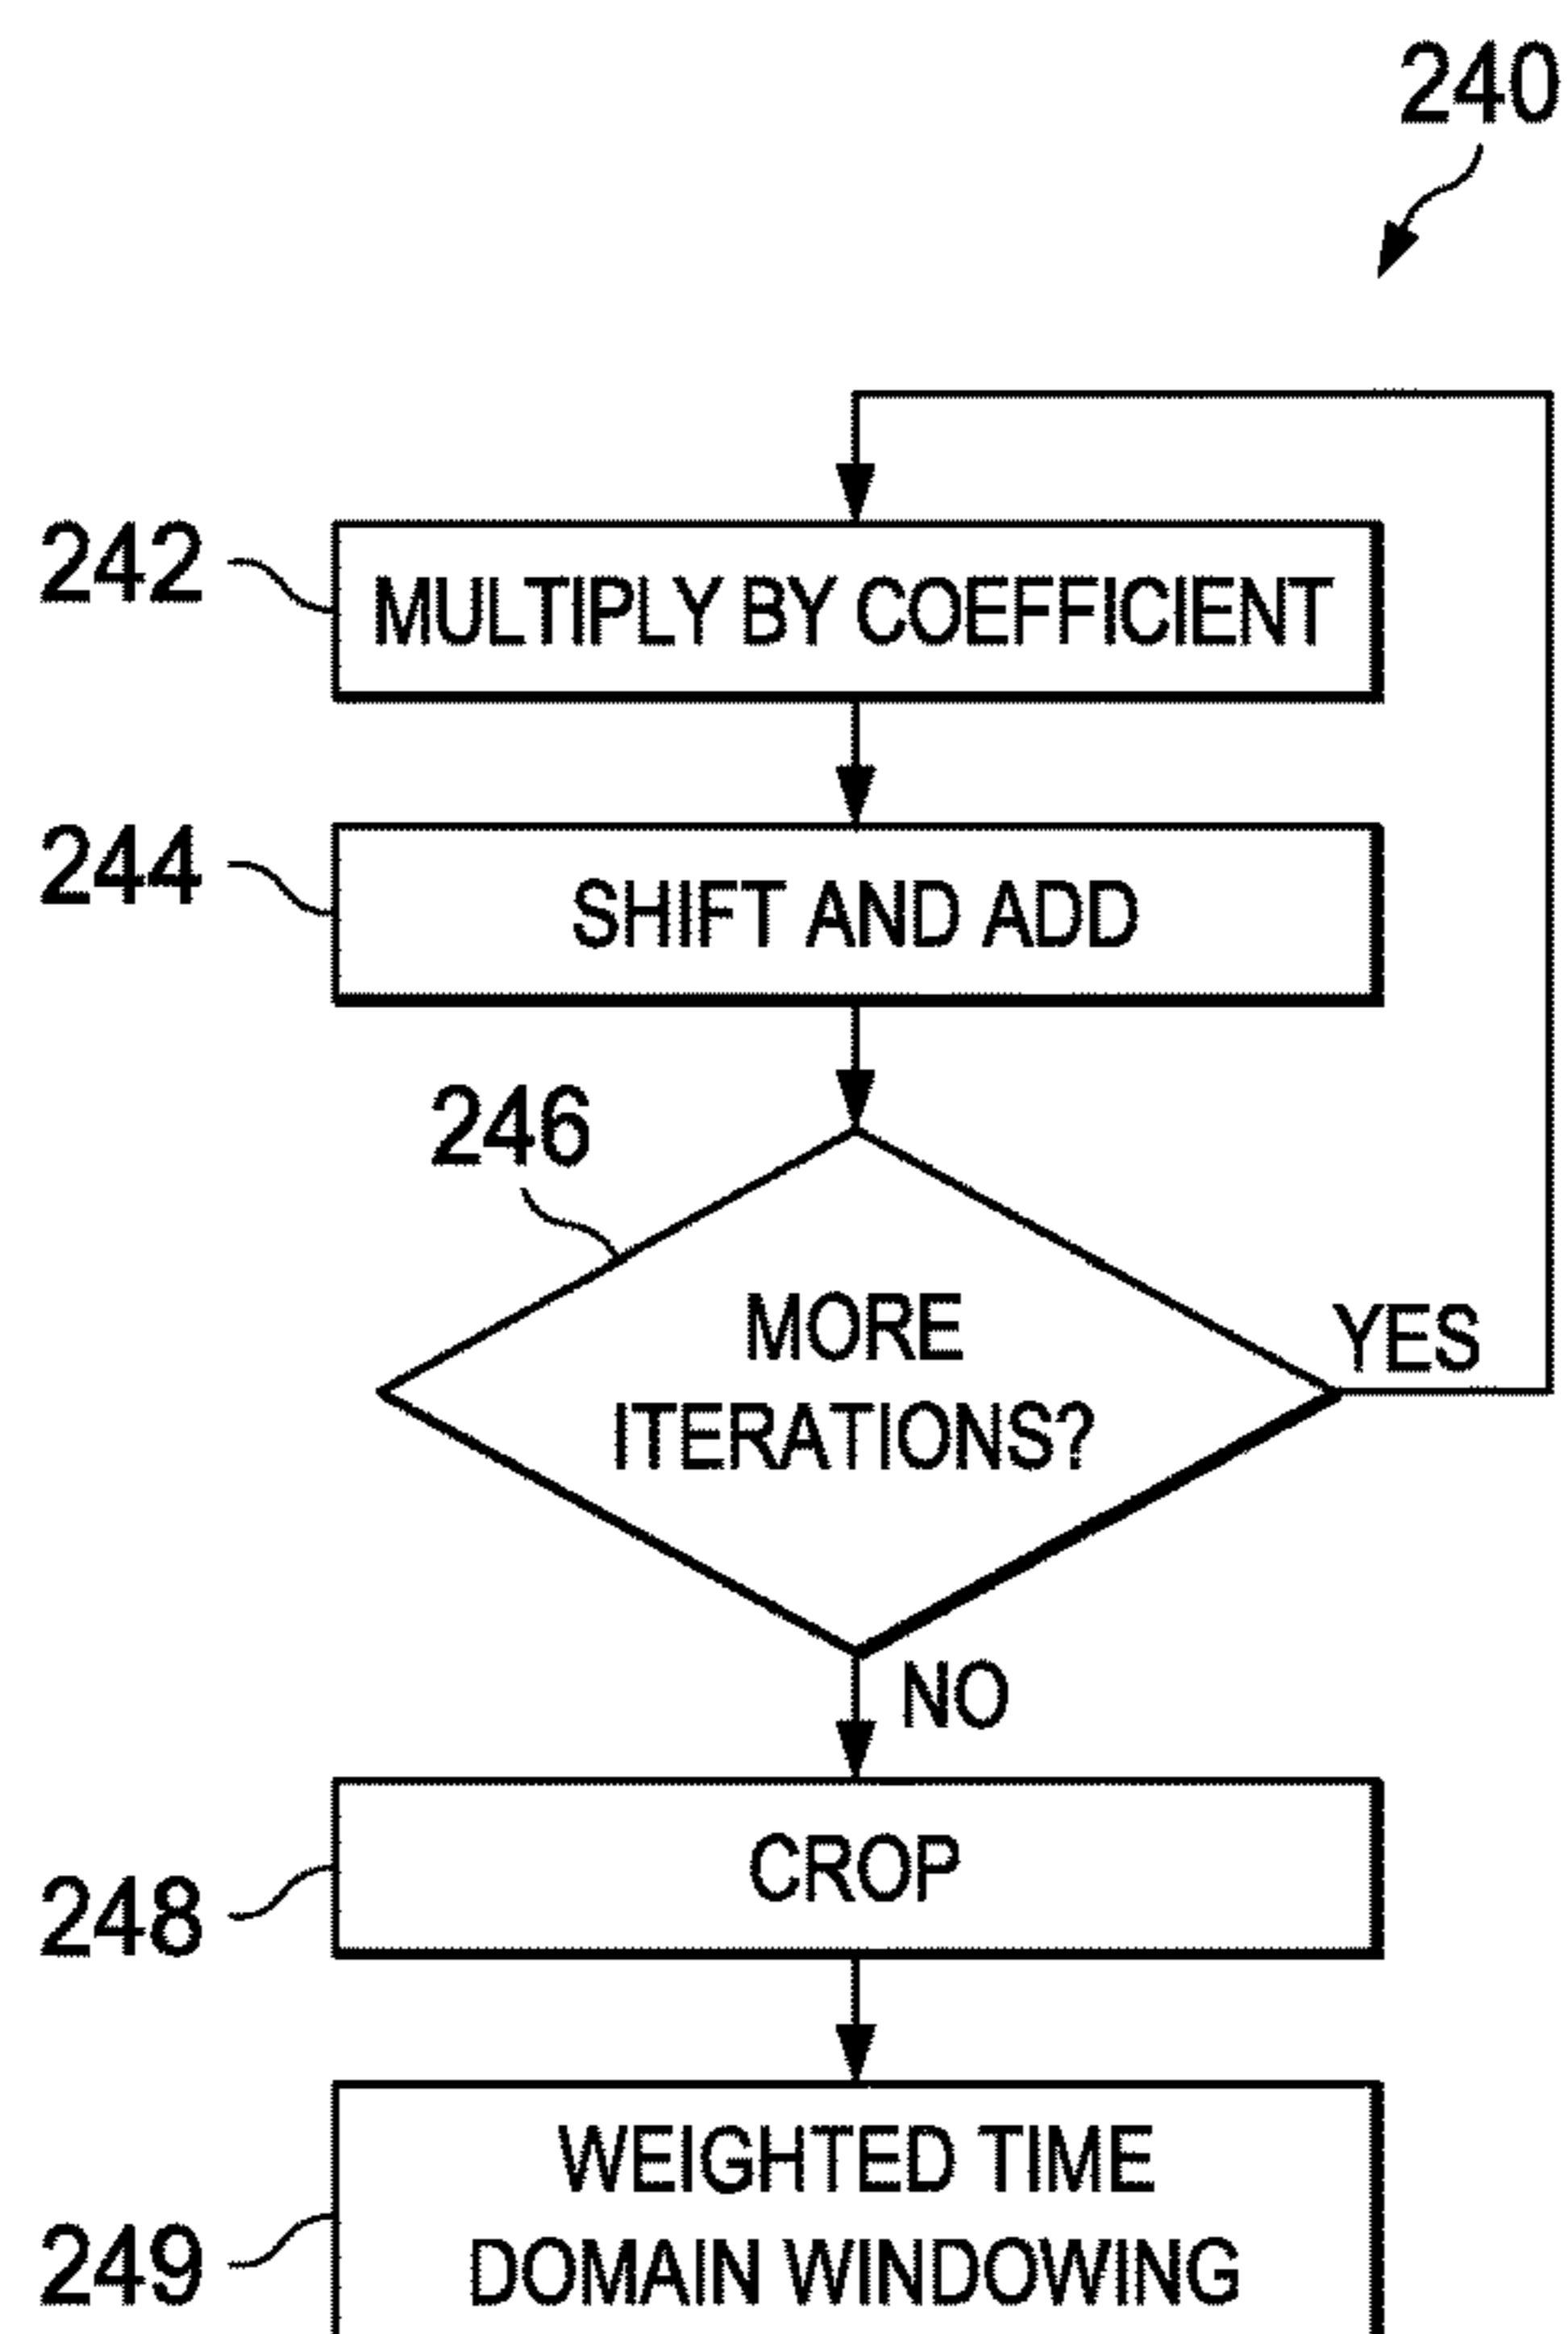 240
242
MULTIPLY BY COEFFICIENT
244
SHIFT AND ADD
246
MORE
ITERATIONS?
YES
NO
CROP
248
WEIGHTED TIME
249
DOMAIN WINDOWING